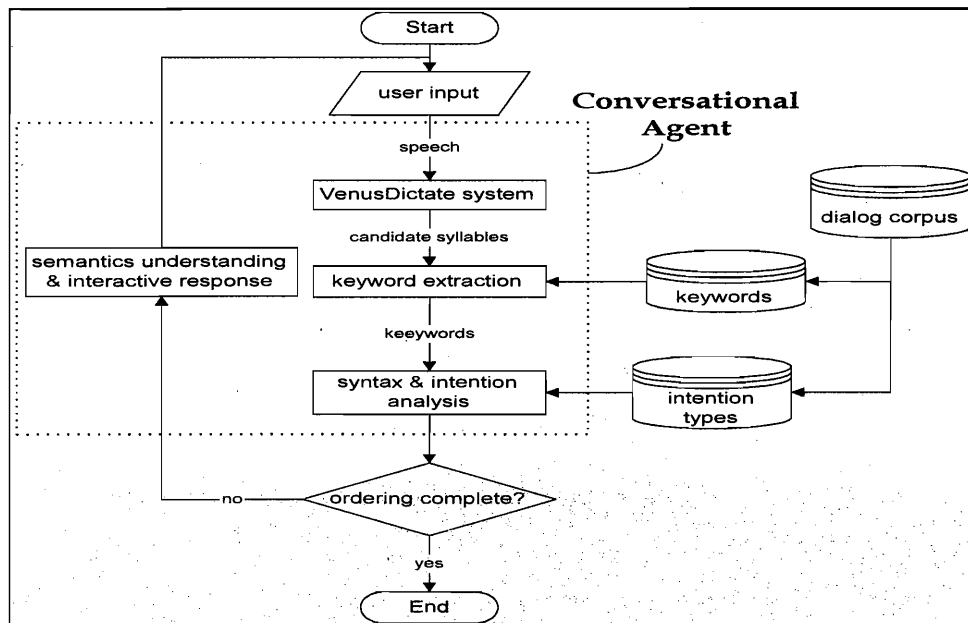 Start
user input
Conversational
Agent
speech
VenusDictate system
dialog corpus
candidate syllables
semantics understanding
& interactive response
keyword extraction
keywords
keeywords
syntax & intention
analysis
intention
types
no
ordering complete?
yes
End